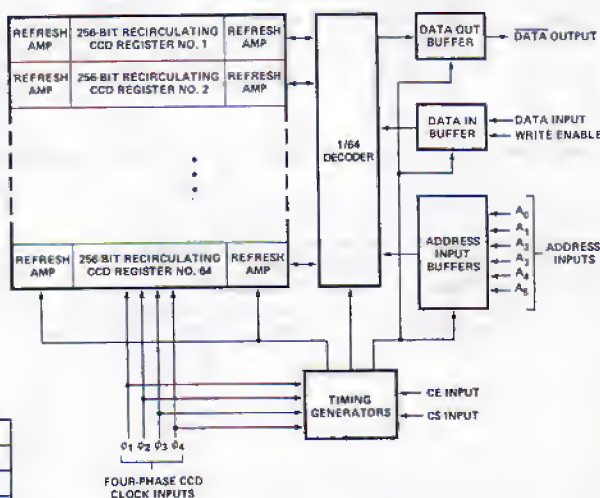 REFRESH AMP
256-BIT RECIRCULATING
CCD REGISTER NO. 1
REFRESH AMP
REFRESH AMP
256-BIT RECIRCULATING
CCD REGISTER NO. 2
REFRESH AMP
REFRESH AMP
256-BIT RECIRCULATING
CCD REGISTER NO. 64
REFRESH AMP
1/64
DECODER
DATA OUT
BUFFER
DATA OUTPUT
DATA IN
BUFFER
DATA INPUT
WRITE ENABLE
ADDRESS
INPUT
BUFFERS
A0
A1
A2
A3
A4
A5
ADDRESS
INPUTS
TIMING
GENERATORS
CE INPUT
CS INPUT
φ1 φ2 φ3 φ4
FOUR-PHASE CCD
CLOCK INPUTS